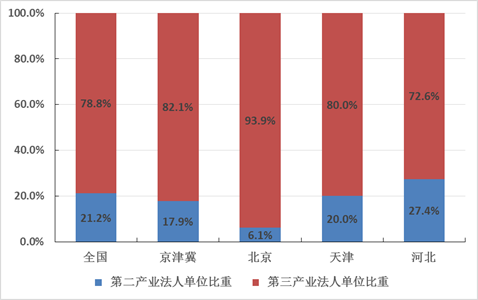 100.0%
80.0%
60.0%
40.0%
20.0%
0.0%
78.8% 82.1% 93.9% 80.0% 72.6%
21.2% 17.9% 6.1% 20.0% 27.4%
全国 京津冀 北京 天津 河北
第二产业法人单位比重 第三产业法人单位比重